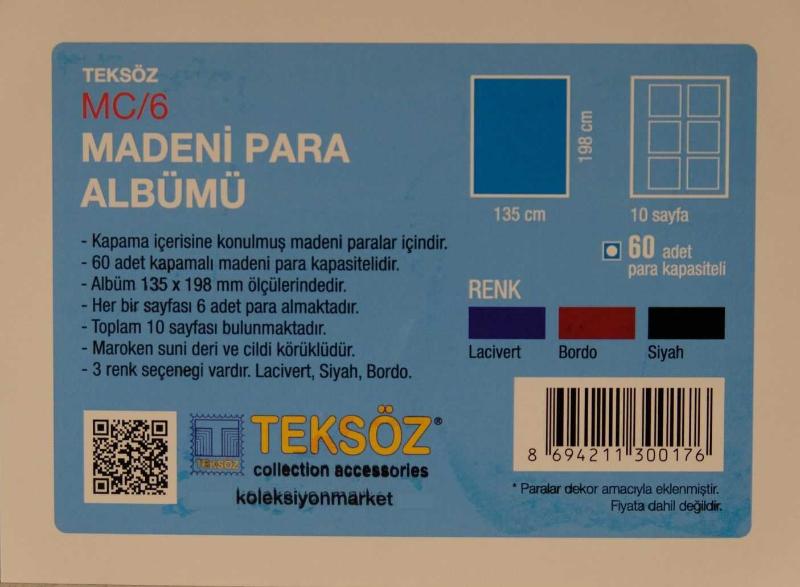 TEKSÖZ
MC/6
MADENİ PARA
ALBÜMÜ
- Kapama içerisine konulmuş madeni paralar içindir.
- 60 adet kapamalı madeni para kapasitelidir.
- Albüm 135 x 198 mm ölçülerindedir.
- Her bir sayfası 6 adet para almaktadır.
- Toplam 10 sayfası bulunmaktadır.
- Maroken suni deri ve cildi körüklüdür.
- 3 renk seçenegi vardır. Lacivert, Siyah, Bordo.
198 cm
135 cm
10 sayfa
60 adet
para kapasiteli
RENK
Lacivert Bordo Siyah
TEKSÖZ
TEKSÖZ®
collection accessories
koleksiyonmarket
8 694211 300176
* Paralar dekor amacıyla eklenmiştir.
Fiyata dahil değildir.